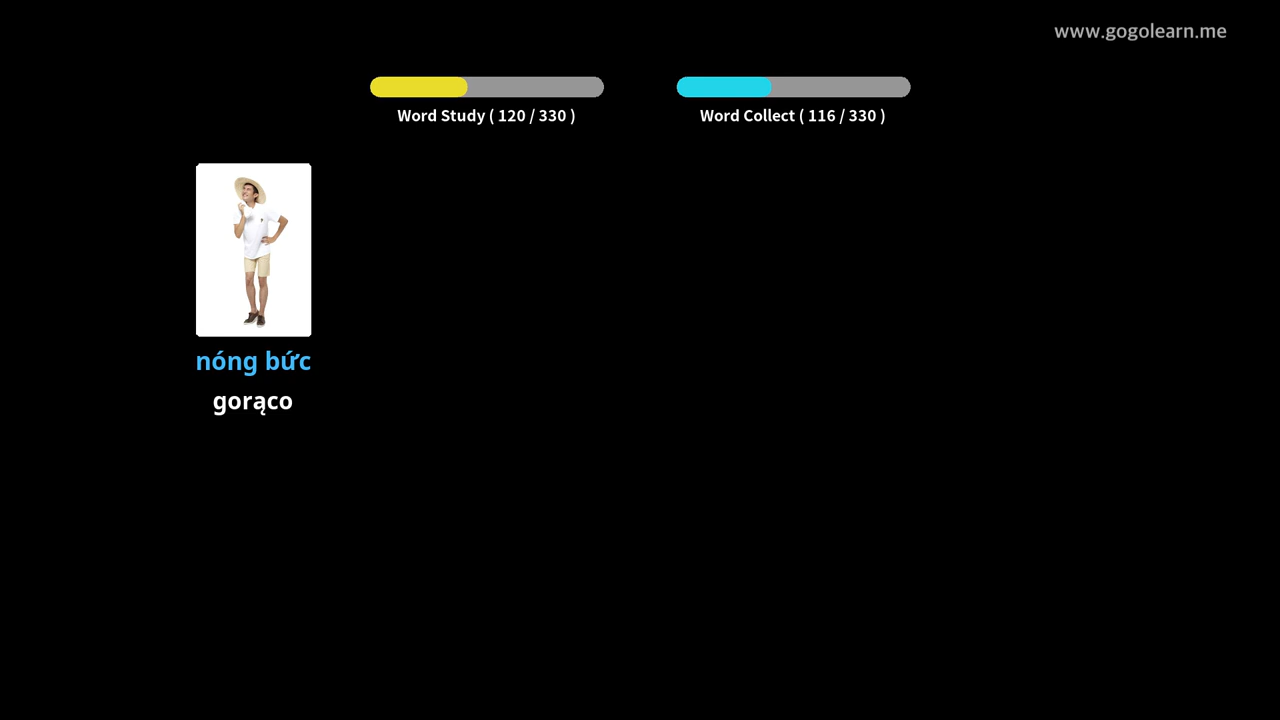 www.gogolearn.me
Word Study ( 120 / 330 )
Word Collect ( 116 / 330 )
nóng bức
gorąco